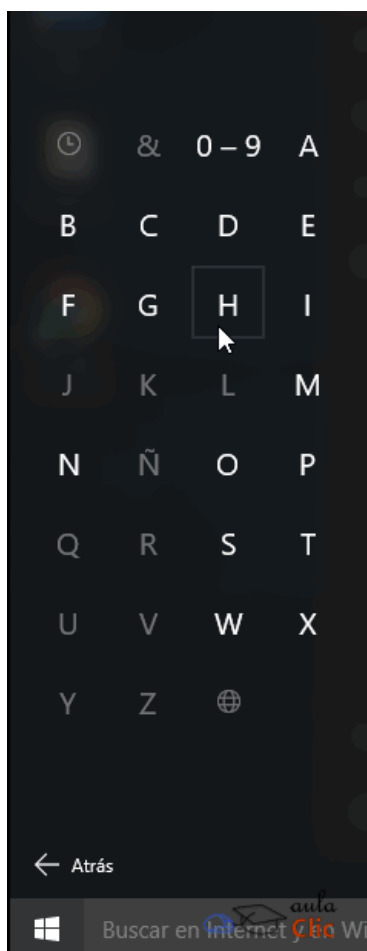 & 0 – 9 A
B C D E
F G H I
J K L M
N Ñ O P
Q R S T
U V W X
Y Z
Atrás
Buscar en Internet y en Wi
aula
Clic